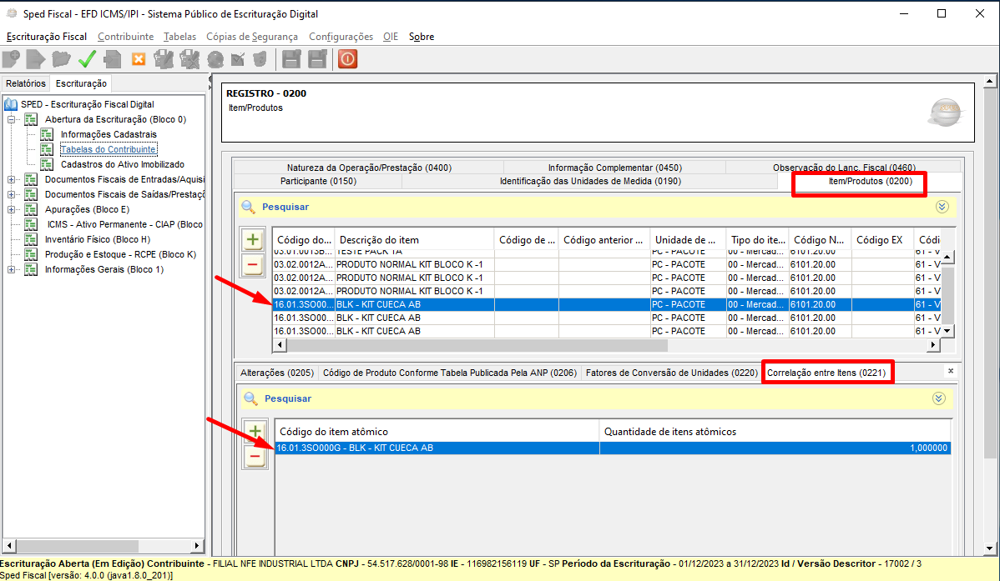 Sped Fiscal - EFD ICMS/IPI - Sistema Público de Escrituração Digital
Escrituração Fiscal Contribuinte Tabelas Cópias de Segurança Configurações OIE Sobre
Relatórios Escrituração
SPED - Escrituração Fiscal Digital
Abertura da Escrituração (Bloco 0)
Informações Cadastrais
Tabelas do Contribuinte
Cadastros do Ativo Imobilizado
Documentos Fiscais de Entradas/Aquisi
Documentos Fiscais de Saídas/Prestaçõ
Apurações (Bloco E)
ICMS - Ativo Permanente - CIAP (Bloco
Inventário Físico (Bloco H)
Produção e Estoque - RCPE (Bloco K)
Informações Gerais (Bloco 1)
REGISTRO - 0200
Item/Produtos
Natureza da Operação/Prestação (0400) Informação Complementar (0450) Observação do Lanç. Fiscal (0460)
Participante (0150) Identificação das Unidades de Medida (0190) Item/Produtos (0200)
Pesquisar
Código do... Descrição do item Código de ... Código anterior ... Unidade de ... Tipo do ite... Código N... Código EX Códi
03.01.0013B... TESTE PACK TA PC - PACOTE 00 - Mercad... 6101.20.00 61 - V
03.02.0012A... PRODUTO NORMAL KIT BLOCO K -1 PC - PACOTE 00 - Mercad... 6101.20.00 61 - V
03.02.0012A... PRODUTO NORMAL KIT BLOCO K -1 PC - PACOTE 00 - Mercad... 6101.20.00 61 - V
03.02.0012A... PRODUTO NORMAL KIT BLOCO K -1 PC - PACOTE 00 - Mercad... 6101.20.00 61 - V
16.01.3SO00... BLK - KIT CUECA AB PC - PACOTE 00 - Mercad... 6101.20.00 61 - V
16.01.3SO00... BLK - KIT CUECA AB PC - PACOTE 00 - Mercad... 6101.20.00 61 - V
16.01.3SO00... BLK - KIT CUECA AB PC - PACOTE 00 - Mercad... 6101.20.00 61 - V
Alterações (0205) Código de Produto Conforme Tabela Publicada Pela ANP (0206) Fatores de Conversão de Unidades (0220) Correlação entre Itens (0221)
Pesquisar
Código do item atômico Quantidade de itens atômicos
16.01.3SO000G - BLK - KIT CUECA AB 1,000000
Escrituração Aberta (Em Edição) Contribuinte - FILIAL NFE INDUSTRIAL LTDA CNPJ - 54.517.628/0001-98 IE - 116982156119 UF - SP Período da Escrituração - 01/12/2023 a 31/12/2023 Id / Versão Descritor - 17002 / 3
Sped Fiscal [versão: 4.0.0 (java1.8.0_201)]